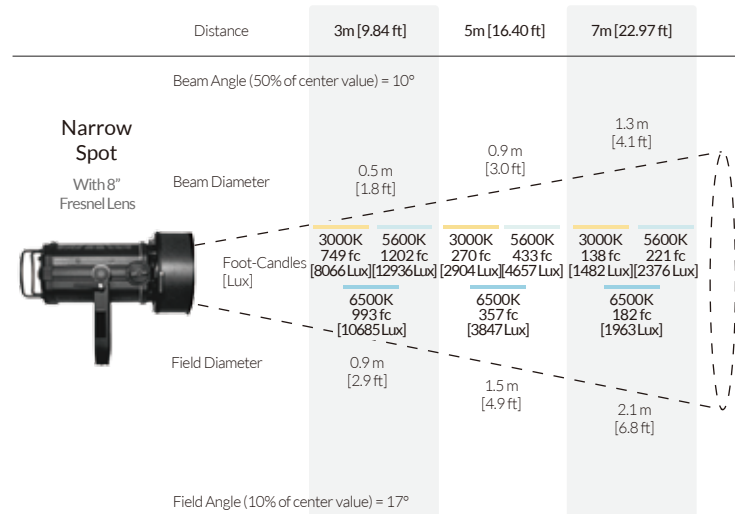 Distance 3m [9.84 ft] 5m [16.40 ft] 7m [22.97 ft]
Beam Angle (50% of center value) = 10°
Narrow
Spot
With 8"
Fresnel Lens
Beam Diameter
0.5 m
[1.8 ft]
0.9 m
[3.0 ft]
1.3 m
[4.1 ft]
Foot-Candles
[Lux]
3000K
749 fc
[8066 Lux]
5600K
1202 fc
[12936 Lux]
6500K
993 fc
[10685 Lux]
3000K
270 fc
[2904 Lux]
5600K
433 fc
[4657 Lux]
6500K
357 fc
[3847 Lux]
3000K
138 fc
[1482 Lux]
5600K
221 fc
[2376 Lux]
6500K
182 fc
[1963 Lux]
Field Diameter
0.9 m
[2.9 ft]
1.5 m
[4.9 ft]
2.1 m
[6.8 ft]
Field Angle (10% of center value) = 17°